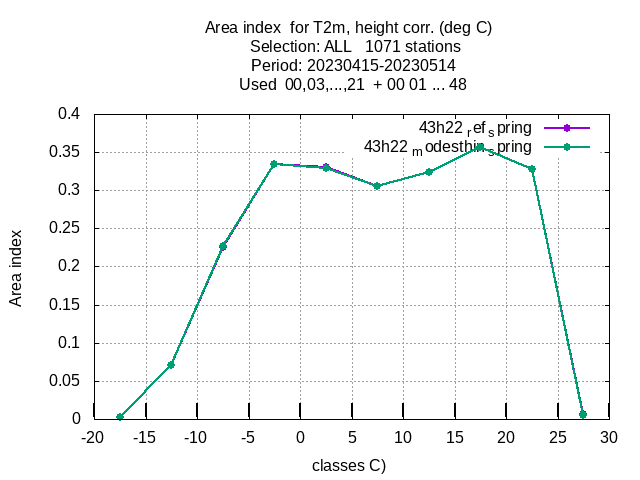 Area index  for T2m, height corr. (deg C)
Selection: ALL   1071 stations
Period: 20230415-20230514
Used  00,03,...,21  + 00 01 ... 48
43h22 ref spring
43h22 modesthis spring
0.4
0.35
0.3
0.25
0.2
0.15
0.1
0.05
0
Area index
-20 -15 -10 -5 0 5 10 15 20 25 30
classes C)